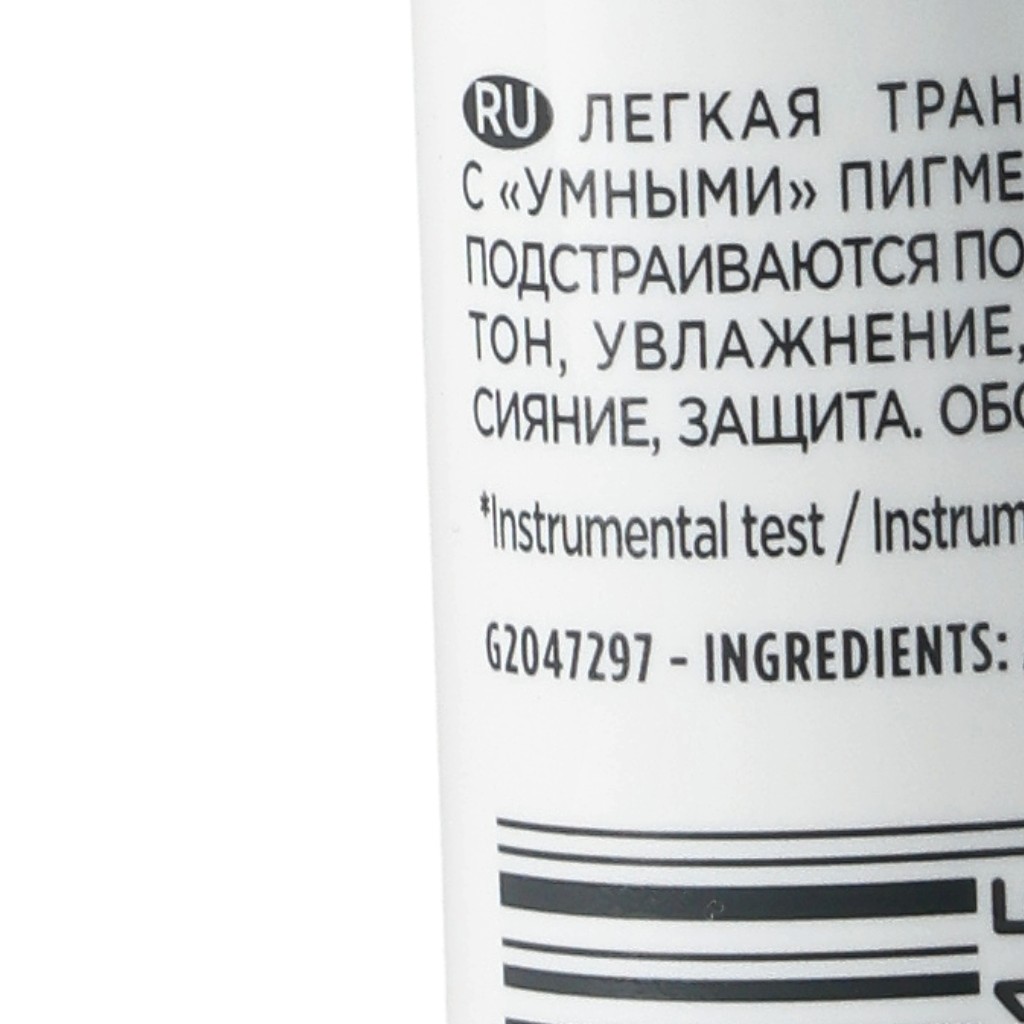 RU ЛЕГКАЯ ТРАН
С «УМНЫМИ» ПИГМЕ
ПОДСТРАИВАЮТСЯ ПО
ТОН, УВЛАЖНЕНИЕ,
СИЯНИЕ, ЗАЩИТА. ОБ
*Instrumental test / Instrum
G2047297 - INGREDIENTS: